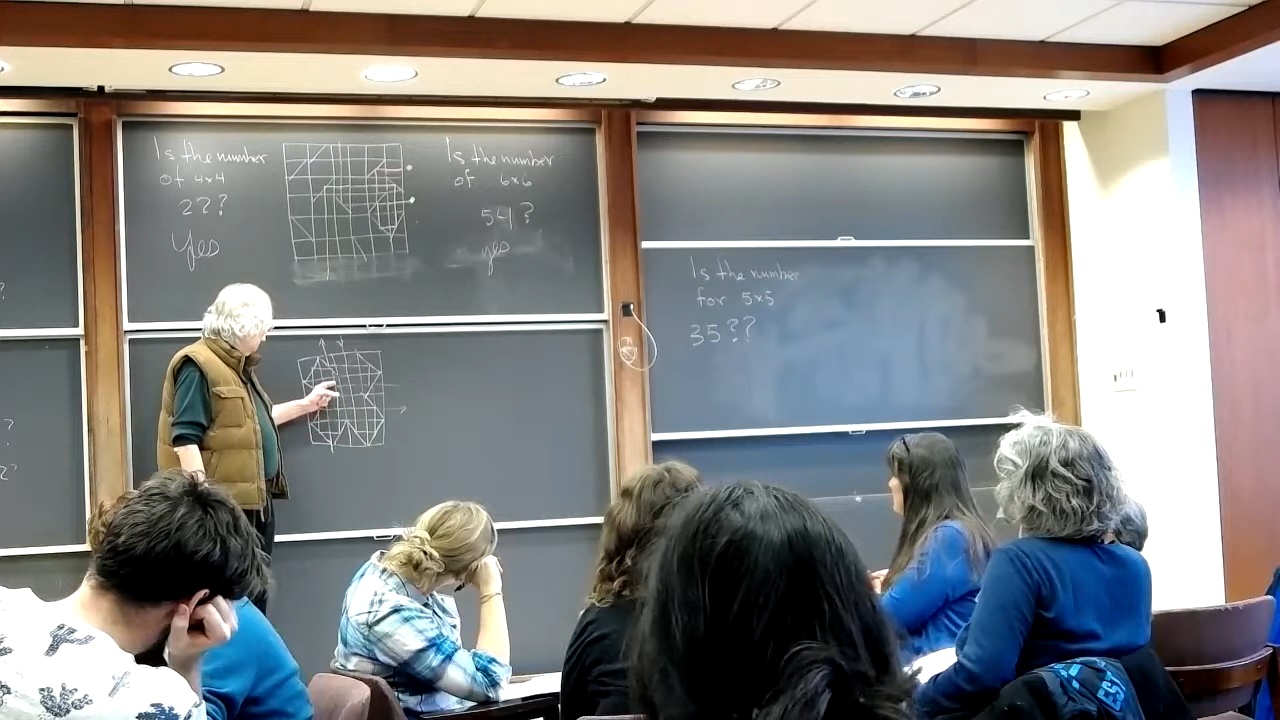 Is the number
of 4x4
22?
Yes
Is the number
of 6x6
54?
yes
Is the number
for 5x5
35??
?
?
2?